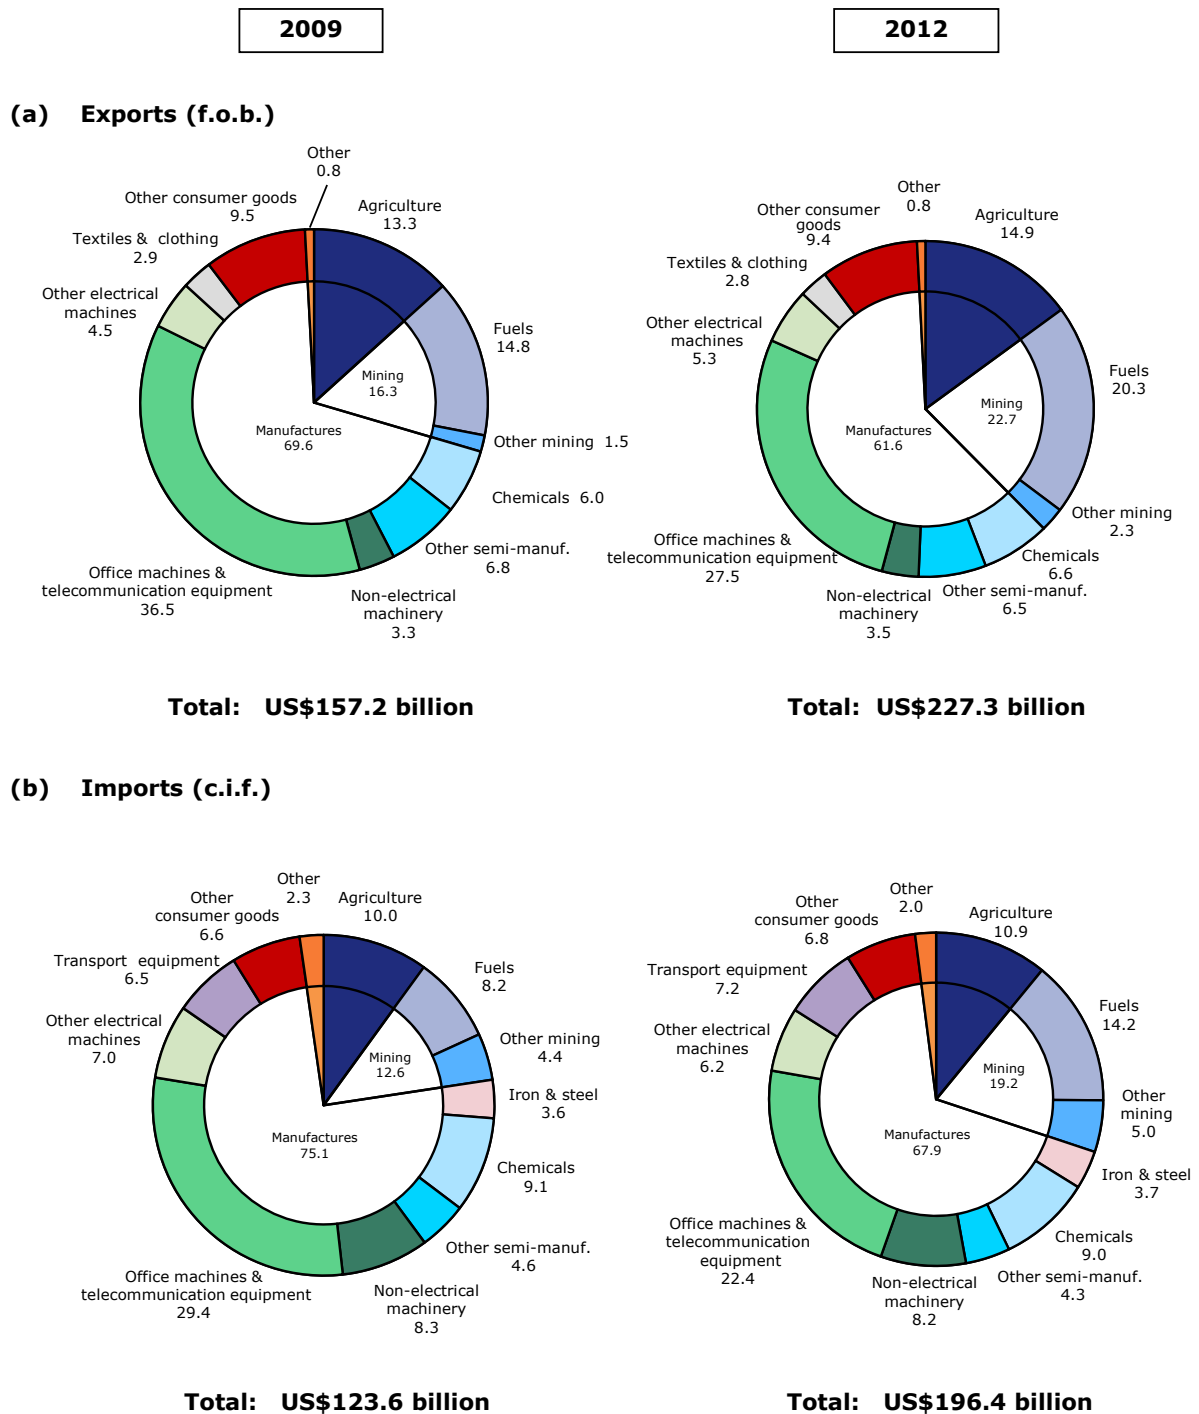 2009
2012
(a) Exports (f.o.b.)
Other
0.8
Other consumer goods
9.5
Agriculture
13.3
Textiles & clothing
2.9
Other electrical
machines
4.5
Fuels
14.8
Mining
16.3
Manufactures
69.6
Other mining 1.5
Chemicals 6.0
Other semi-manuf.
6.8
Office machines &
telecommunication equipment
36.5
Non-electrical
machinery
3.3
Other
0.8
Other consumer
goods
9.4
Agriculture
14.9
Textiles & clothing
2.8
Other electrical
machines
5.3
Fuels
20.3
Mining
22.7
Manufactures
61.6
Other mining
2.3
Chemicals
6.6
Other semi-manuf.
6.5
Office machines &
telecommunication equipment
27.5
Non-electrical
machinery
3.5
Total: US$157.2 billion
Total: US$227.3 billion
(b) Imports (c.i.f.)
Other
2.3
Other
consumer goods
6.6
Agriculture
10.0
Transport equipment
6.5
Fuels
8.2
Other electrical
machines
7.0
Other mining
4.4
Mining
12.6
Iron & steel
3.6
Manufactures
75.1
Chemicals
9.1
Other semi-manuf.
4.6
Office machines &
telecommunication equipment
29.4
Non-electrical
machinery
8.3
Other
2.0
Other
consumer goods
6.8
Agriculture
10.9
Transport equipment
7.2
Fuels
14.2
Other electrical
machines
6.2
Mining
19.2
Other
mining
5.0
Manufactures
67.9
Iron & steel
3.7
Chemicals
9.0
Other semi-manuf.
4.3
Office machines &
telecommunication
equipment
22.4
Non-electrical
machinery
8.2
Total: US$123.6 billion
Total: US$196.4 billion